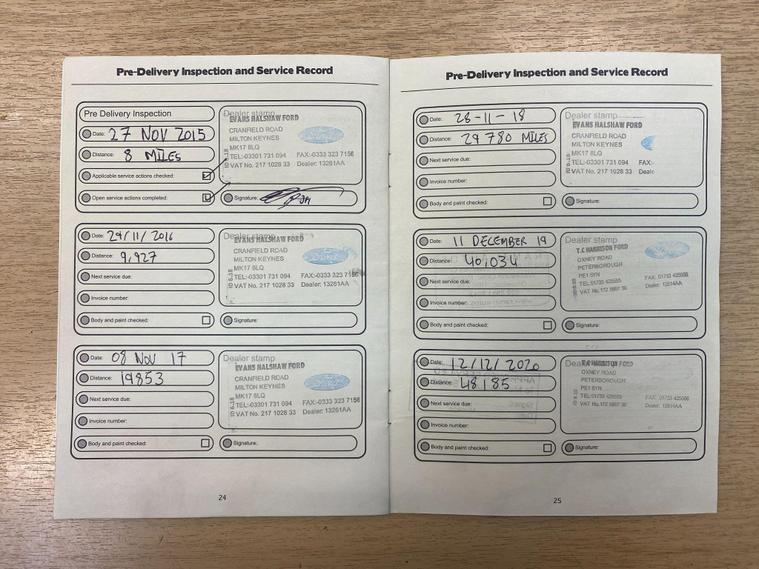 Pre-Delivery Inspection and Service Record
Pre Delivery Inspection
Date: 27 NOV 2015
Distance: 8 MILES
Applicable service actions checked:
Open service actions completed:
Dealer stamp
EVANS HALSHAW FORD
CRANFIELD ROAD
MILTON KEYNES
MK17 8LQ
TEL:-03301 731 094 FAX:-0333 323 7156
VAT No. 217 1028 33 Dealer: 13261AA
Signature:
Date: 24/11/2016
Distance: 9,927
Next service due:
Invoice number:
Body and paint checked:
Dealer stamp
EVANS HALSHAW FORD
CRANFIELD ROAD
MILTON KEYNES
MK17 8LQ
TEL:-03301 731 094 FAX:-0333 323 7156
VAT No. 217 1028 33 Dealer: 13261AA
Signature:
Date: 08 NOV 17
Distance: 19853
Next service due:
Invoice number:
Body and paint checked:
Dealer stamp
EVANS HALSHAW FORD
CRANFIELD ROAD
MILTON KEYNES
MK17 8LQ
TEL:-03301 731 094 FAX:-0333 323 7156
VAT No. 217 1028 33 Dealer: 13261AA
Signature:
24
Pre-Delivery Inspection and Service Record
Date: 26-11-18
Distance: 29780 MILES
Next service due:
Invoice number:
Body and paint checked:
Dealer stamp
EVANS HALSHAW FORD
CRANFIELD ROAD
MILTON KEYNES
MK17 8LQ
TEL:-03301 731 094 FAX:-
VAT No. 217 1028 33 Deale
Signature:
Date: 11 DECEMBER 19
Distance: 40,034
Next service due:
Invoice number:
Body and paint checked:
Dealer stamp
T.C HARRISON FORD
OXNEY ROAD
PETERBOROUGH
PE1 5YN
Signature:
Date: 12/12/2020
Distance: 48185
Next service due:
Invoice number:
Body and paint checked:
Dealer stamp
T.C HARRISON FORD
OXNEY ROAD
PETERBOROUGH
PE1 5YN
Signature:
25